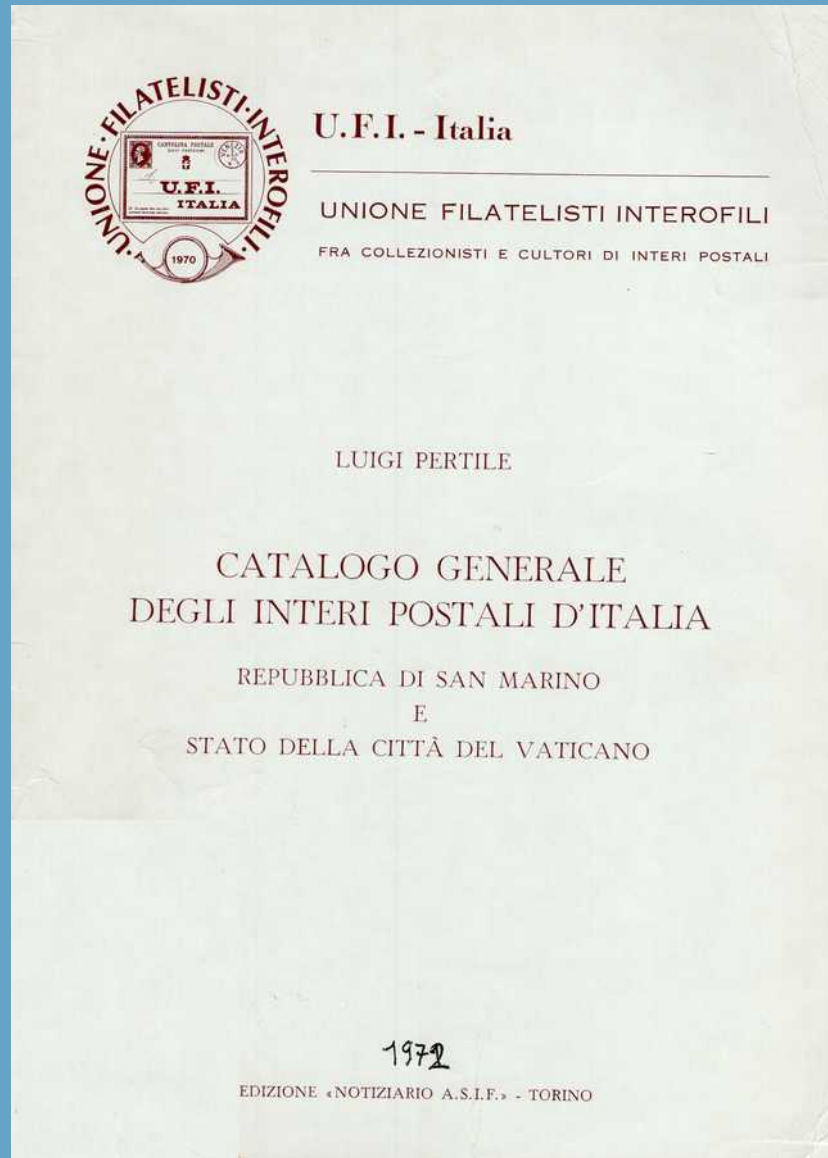 UNIONE · FILATELISTI · INTEROFILI
CARTOLINA POSTALE
U.F.I.
ITALIA
1970
U.F.I. - Italia
UNIONE FILATELISTI INTEROFILI
FRA COLLEZIONISTI E CULTORI DI INTERI POSTALI
LUIGI PERTILE
CATALOGO GENERALE
DEGLI INTERI POSTALI D'ITALIA
REPUBBLICA DI SAN MARINO
E
STATO DELLA CITTÀ DEL VATICANO
1972
EDIZIONE «NOTIZIARIO A.S.I.F.» - TORINO